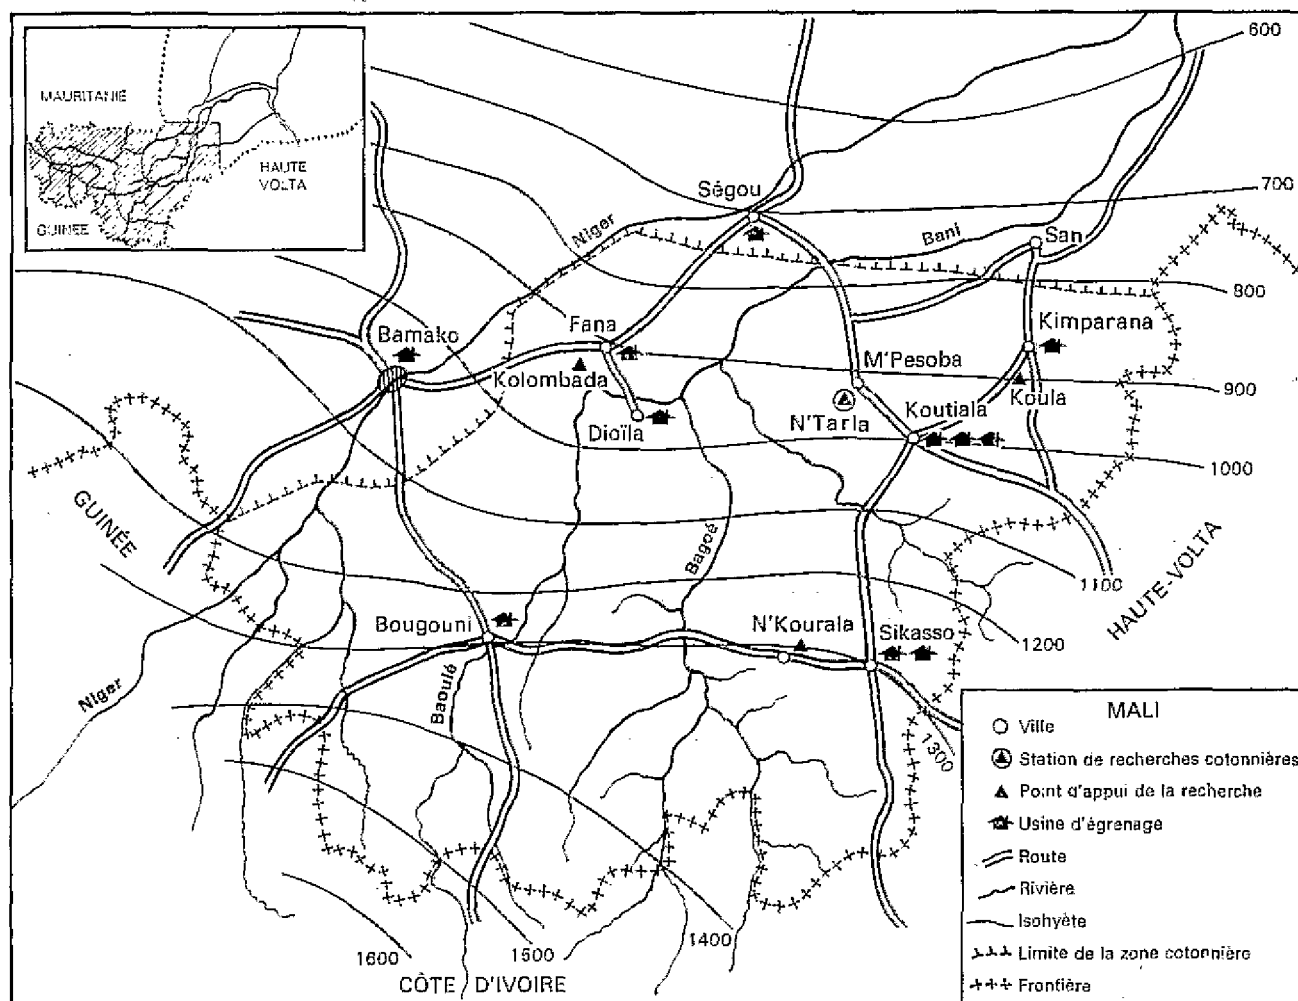 MAURITANIE
HAUTE
VOLTA
GUINÉE
600
Ségou
700
Niger
Bani
San
800
Bamako
Fana
Kimparana
M'Pesoba
Kolombada
900
Koula
N'Tarla
Koutiala
Dioïla
1000
GUINÉE
Bagoé
HAUTE-VOLTA
1100
Bougouni
N'Kourala
Sikasso
1200
Niger
Baoulé
1300
1400
1500
1600
CÔTE D'IVOIRE
MALI
Ville
Station de recherches cotonnières
Point d'appui de la recherche
Usine d'égrenage
Route
Rivière
Isohyète
Limite de la zone cotonnière
Frontière